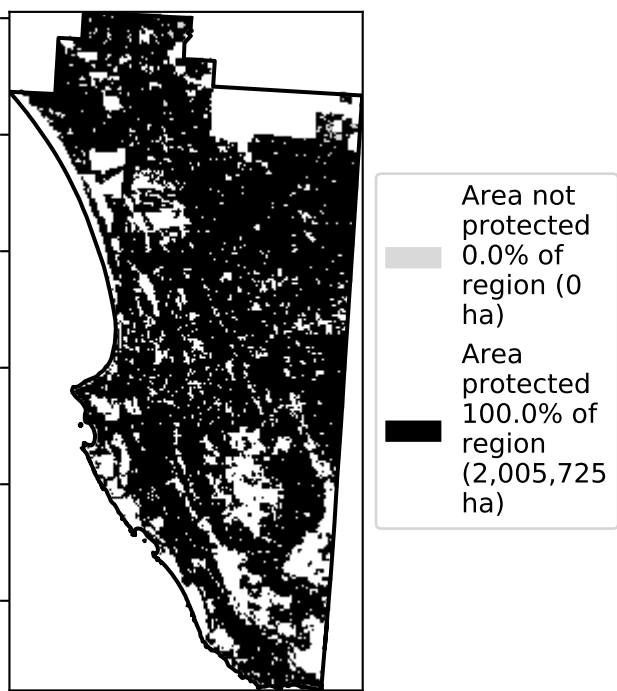 Area not
protected
0.0% of
region (0
ha)
Area
protected
100.0% of
region
(2,005,725
ha)